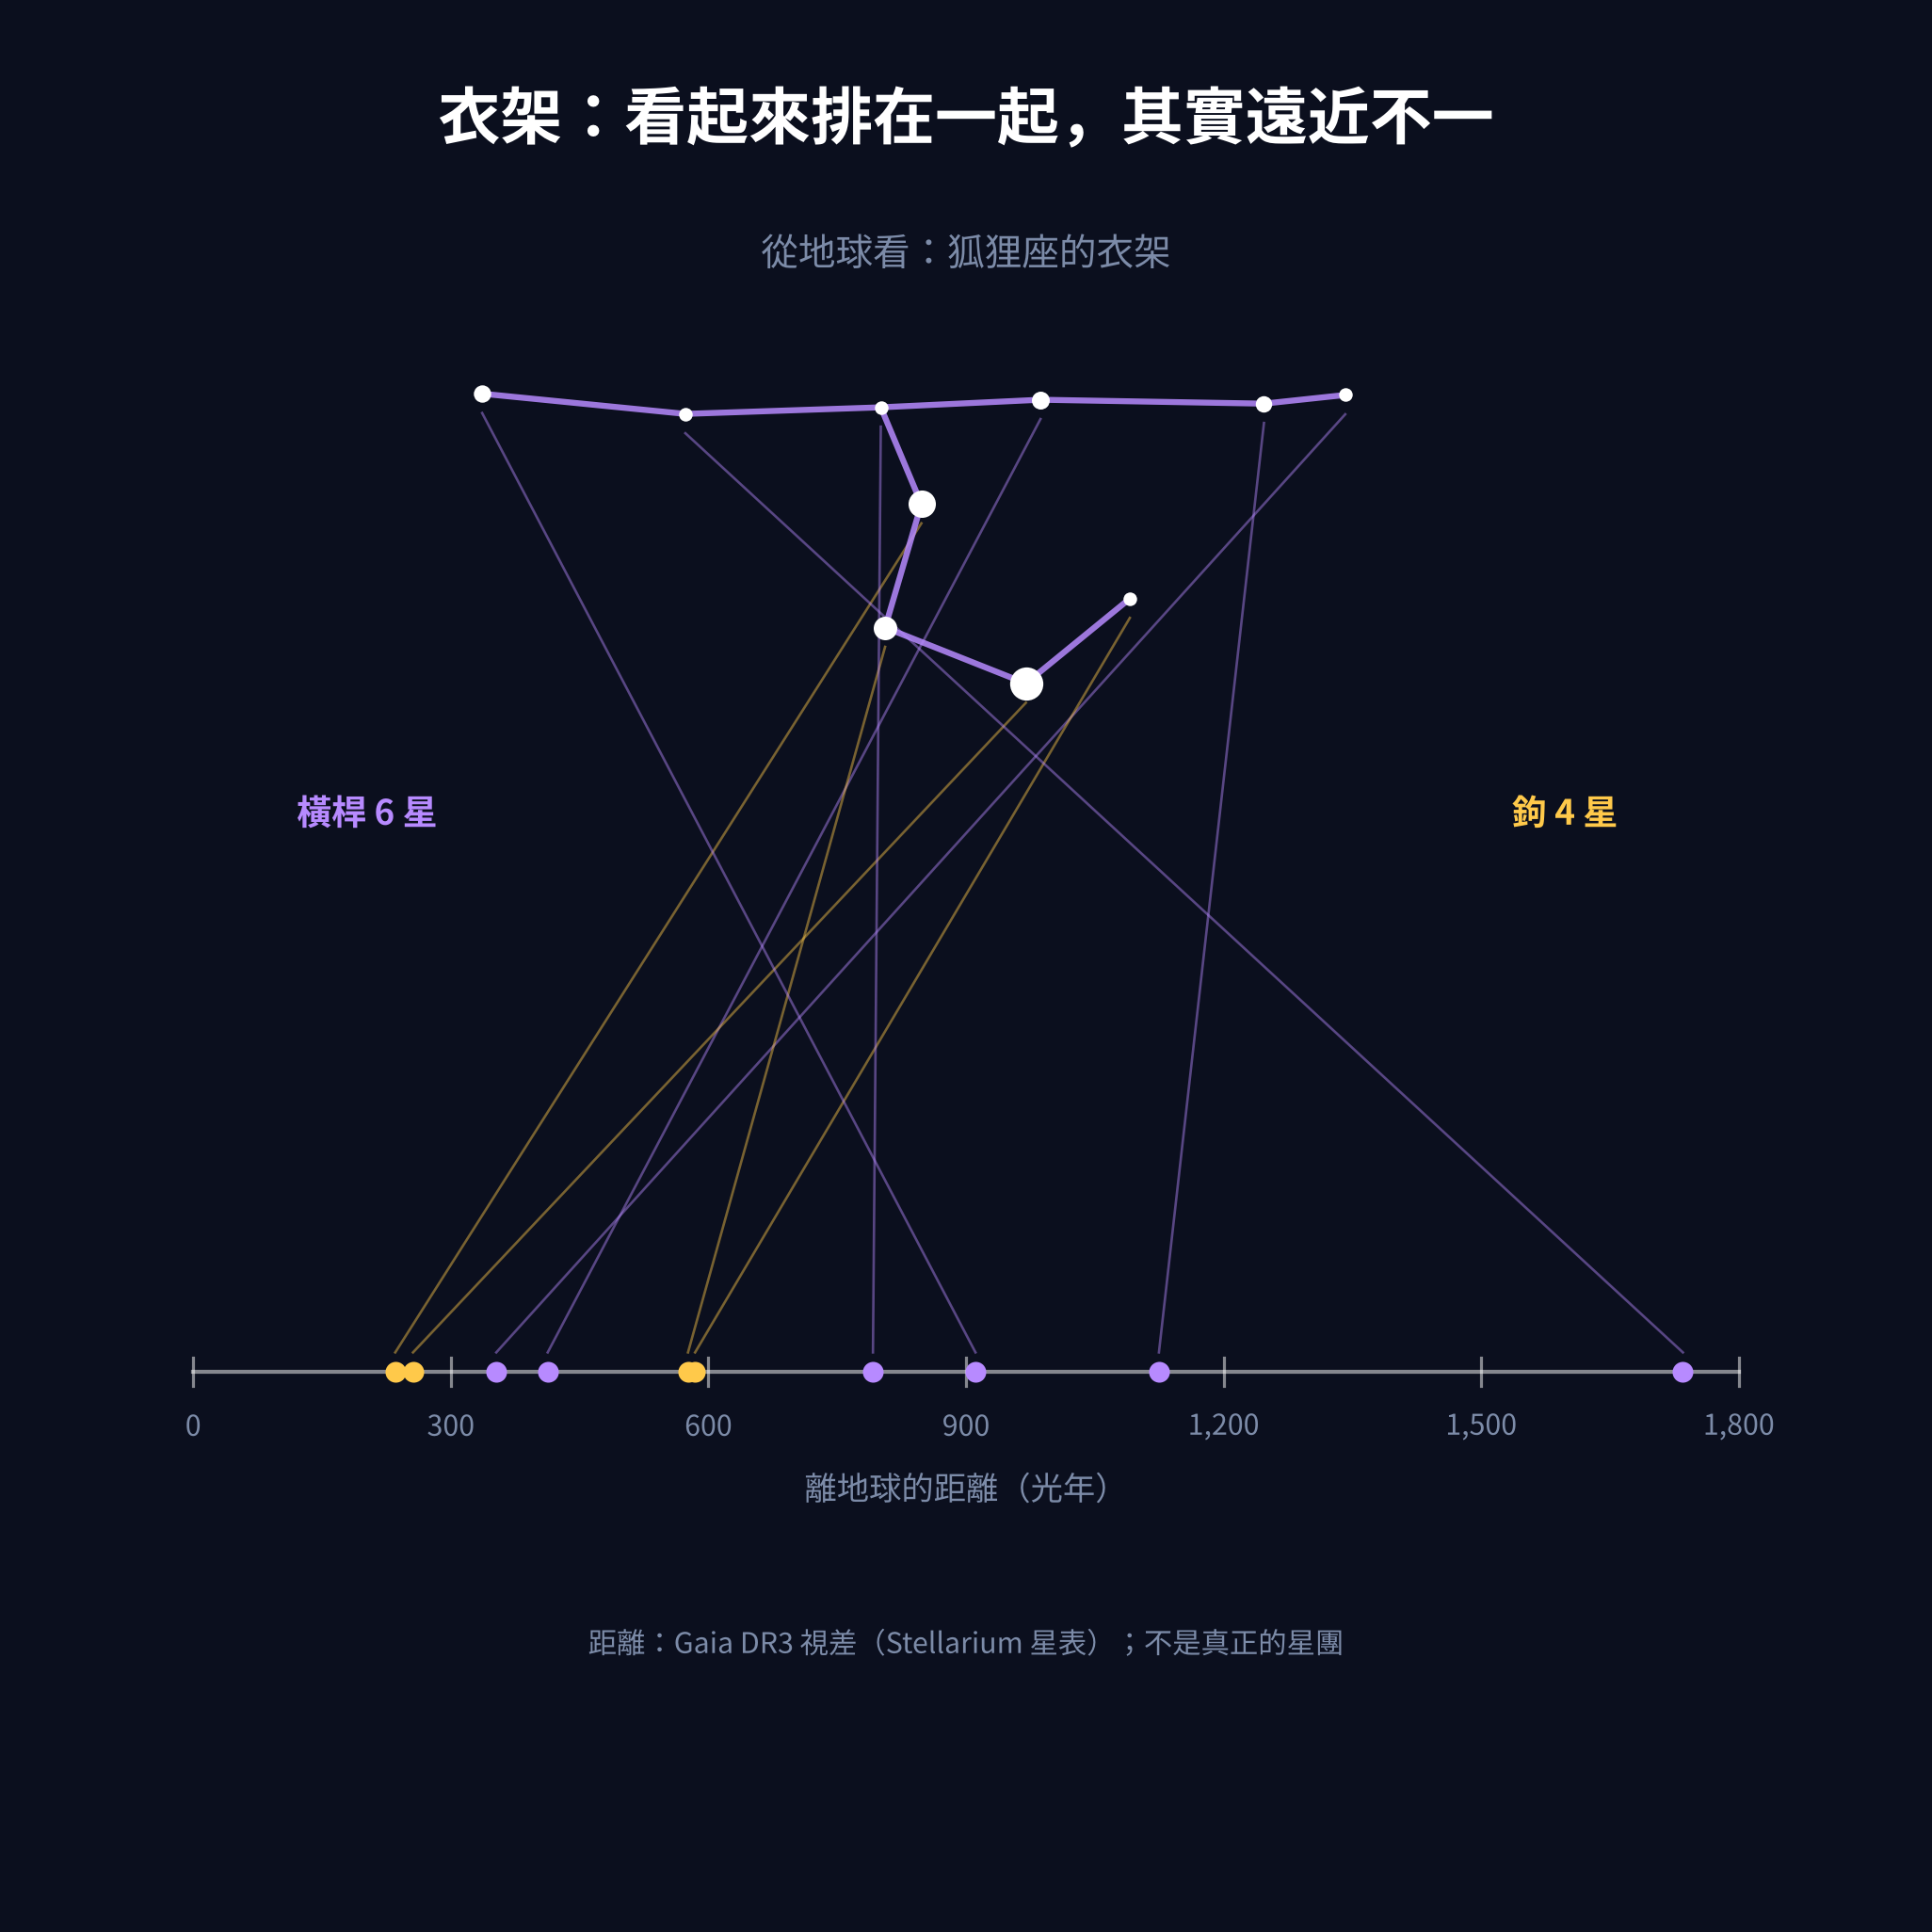 衣架：看起來排在一起，其實遠近不一
從地球看：狐狸座的衣架
橫桿 6 星
鉤 4 星
0
300
600
900
1,200
1,500
1,800
離地球的距離（光年）
距離：Gaia DR3 視差（Stellarium 星表）；不是真正的星團